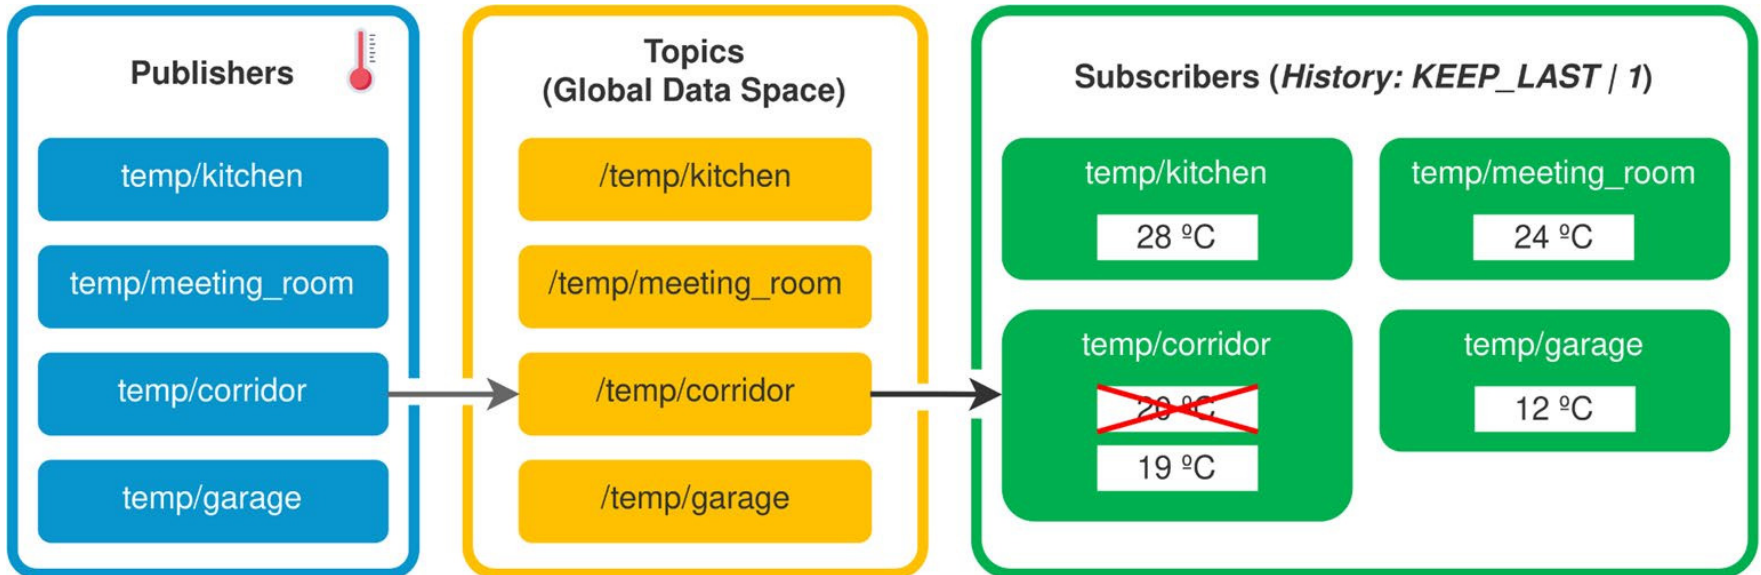 Publishers
temp/kitchen
temp/meeting_room
temp/corridor
temp/garage
Topics
(Global Data Space)
/temp/kitchen
/temp/meeting_room
/temp/corridor
/temp/garage
Subscribers (History: KEEP_LAST | 1)
temp/kitchen
28 ºC
temp/meeting_room
24 ºC
temp/corridor
20 ºC
19 ºC
temp/garage
12 ºC